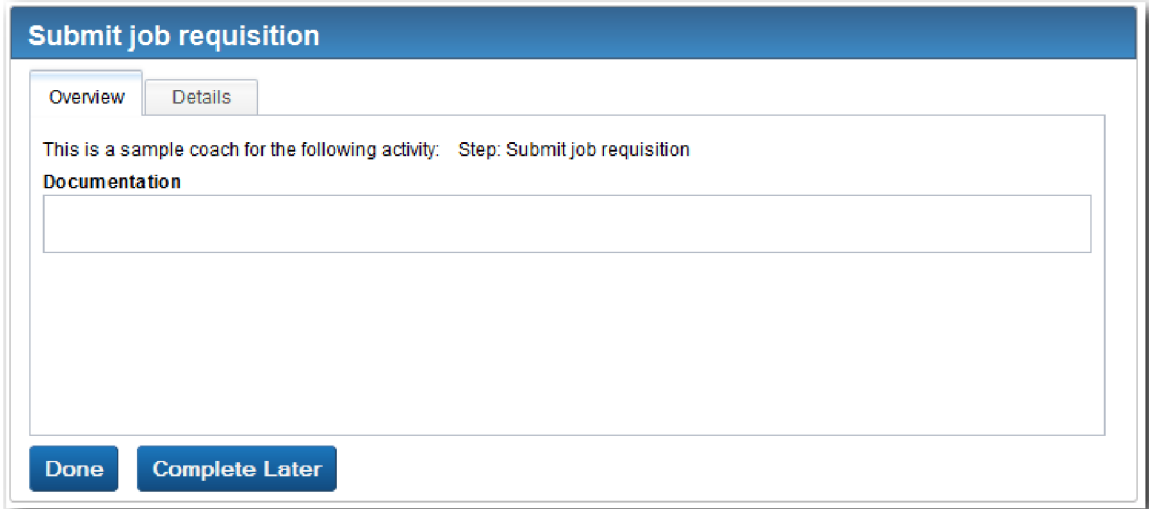 Submit job requisition
Overview Details
This is a sample coach for the following activity: Step: Submit job requisition
Documentation
Done Complete Later